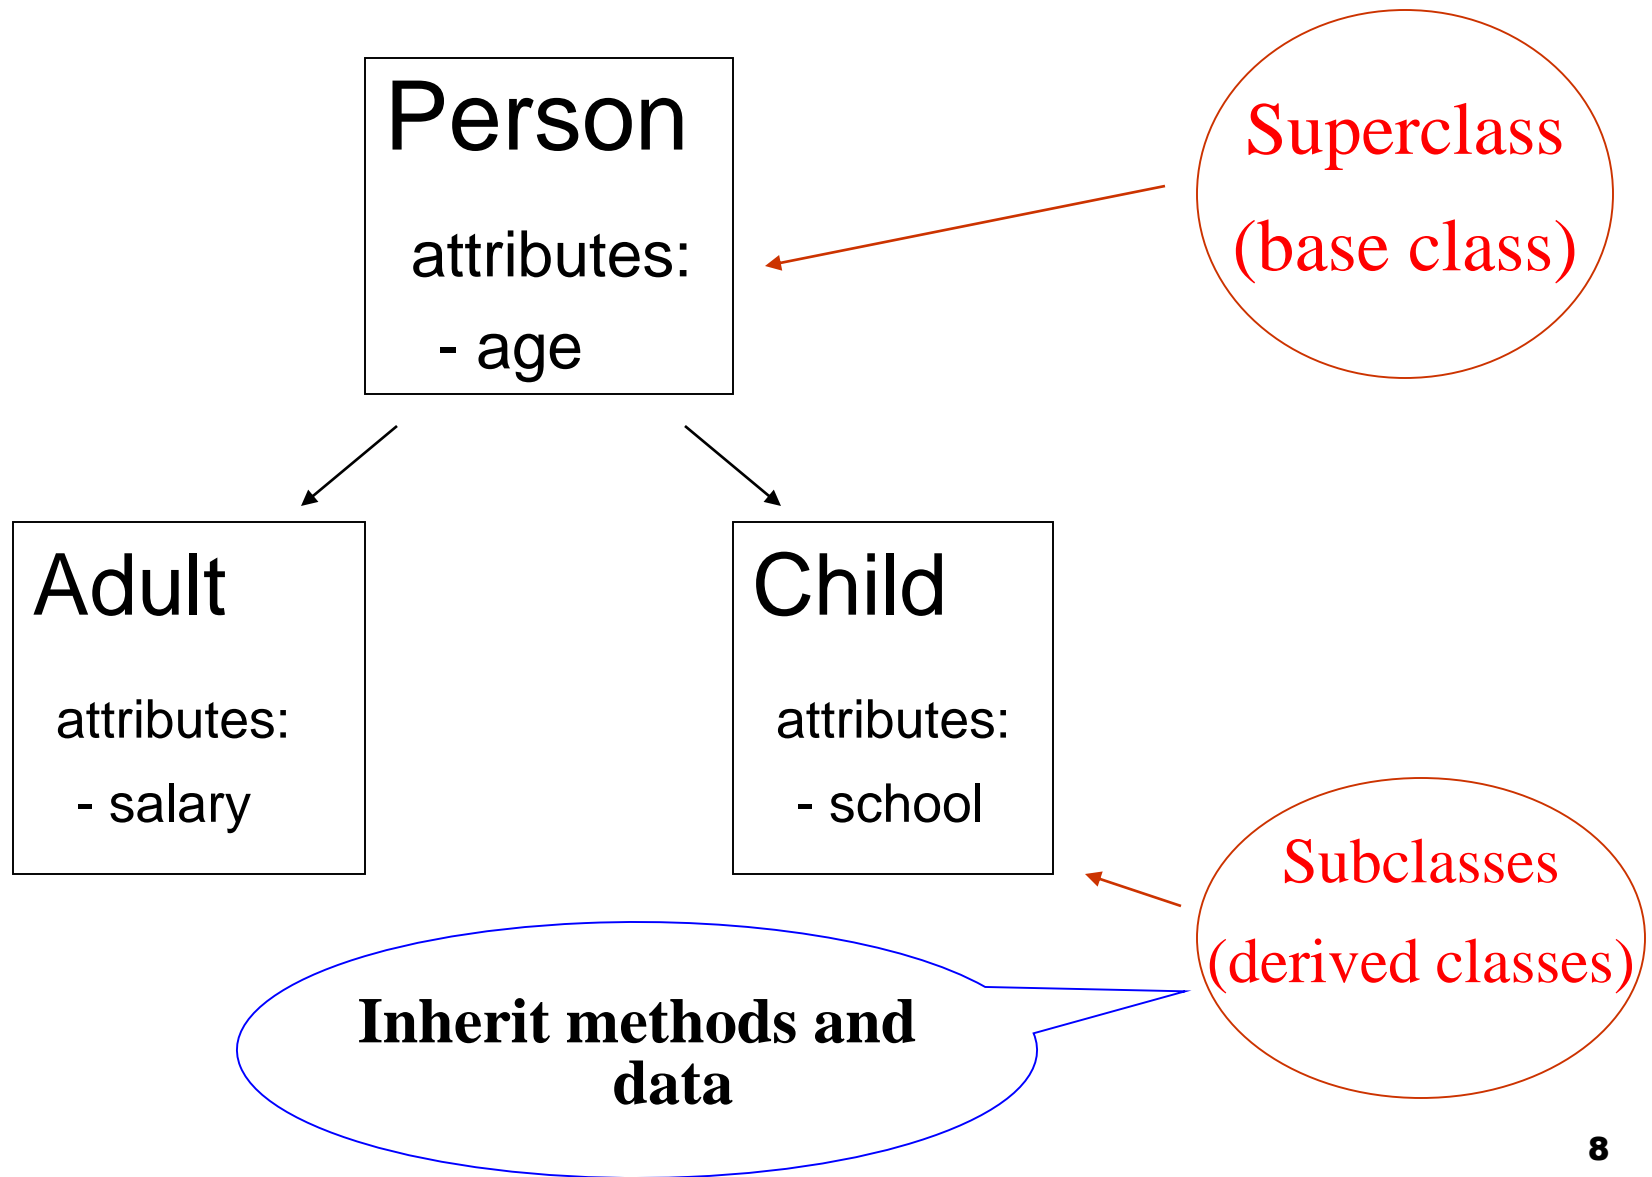 Person
attributes:
- age
Superclass
(base class)
Adult
attributes:
- salary
Child
attributes:
- school
Subclasses
(derived classes)
Inherit methods and
data
8